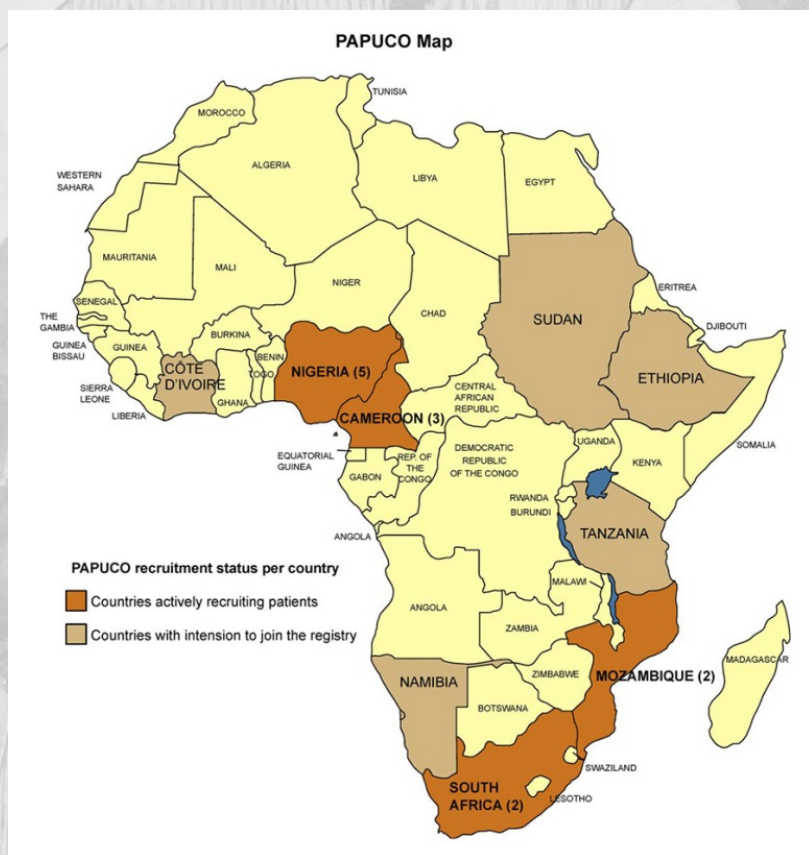 PAPUCO Map
TUNISIA
MOROCCO
ALGERIA
LIBYA
EGYPT
WESTERN
SAHARA
MAURITANIA
MALI
NIGER
CHAD
SUDAN
ERITREA
DJIBOUTI
SENEGAL
THE
GAMBIA
GUINEA
BISSAU
GUINEA
SIERRA
LEONE
LIBERIA
CÔTE
D'IVOIRE
BURKINA
GHANA
TOGO
BENIN
NIGERIA (5)
CAMEROON (3)
CENTRAL
AFRICAN
REPUBLIC
ETHIOPIA
SOMALIA
EQUATORIAL
GUINEA
GABON
REP. OF
THE
CONGO
DEMOCRATIC
REPUBLIC
OF THE CONGO
UGANDA
KENYA
RWANDA
BURUNDI
TANZANIA
ANGOLA
ANGOLA
ZAMBIA
MALAWI
MOZAMBIQUE (2)
ZIMBABWE
MADAGASCAR
NAMIBIA
BOTSWANA
SWAZILAND
LESOTHO
SOUTH
AFRICA (2)
PAPUCO recruitment status per country
Countries actively recruiting patients
Countries with intension to join the registry